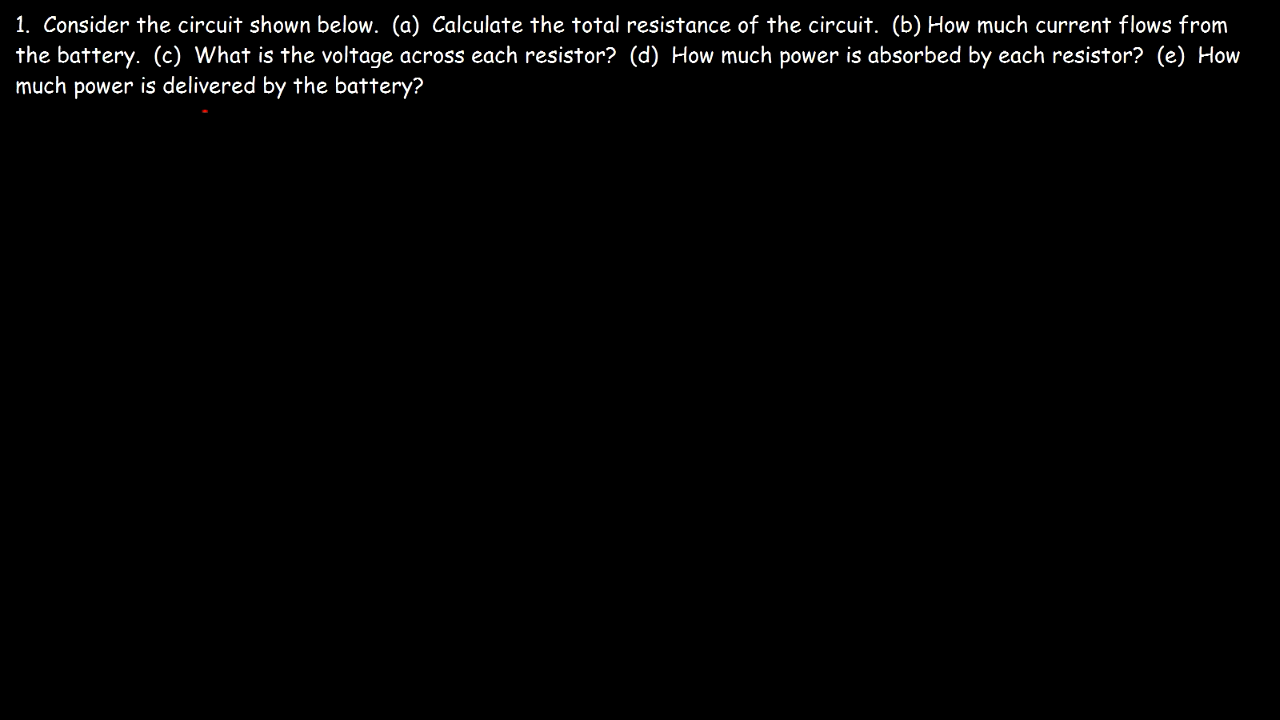 1.  Consider the circuit shown below.  (a)  Calculate the total resistance of the circuit.  (b) How much current flows from
the battery.  (c)  What is the voltage across each resistor?  (d)  How much power is absorbed by each resistor?  (e)  How
much power is delivered by the battery?